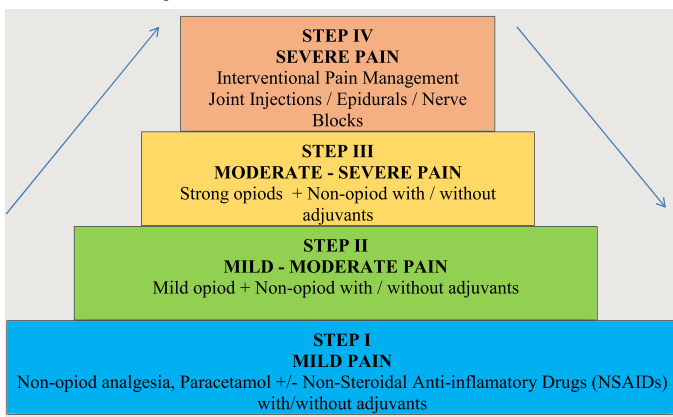 STEP IV
SEVERE PAIN
Interventional Pain Management
Joint Injections / Epidurals / Nerve
Blocks
STEP III
MODERATE - SEVERE PAIN
Strong opiods + Non-opiod with / without
adjuvants
STEP II
MILD - MODERATE PAIN
Mild opiod + Non-opiod with / without adjuvants
STEP I
MILD PAIN
Non-opiod analgesia, Paracetamol +/- Non-Steroidal Anti-inflamatory Drugs (NSAIDs)
with/without adjuvants